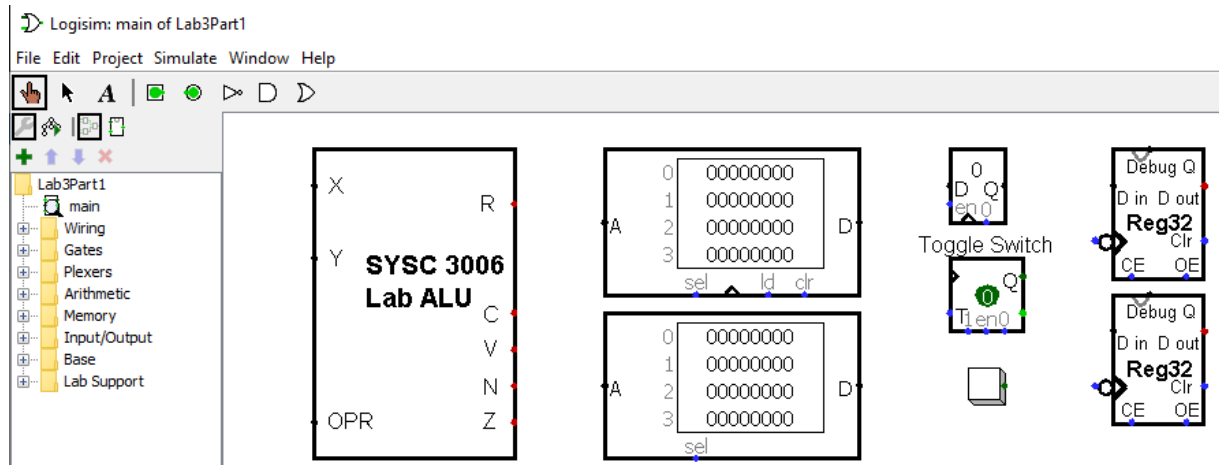 Logisim: main of Lab3Part1
File Edit Project Simulate Window Help
A
Lab3Part1
main
Wiring
Gates
Plexers
Arithmetic
Memory
Input/Output
Base
Lab Support
X
Y
R
SYSC 3006
Lab ALU
C
V
N
Z
OPR
A
0 00000000
1 00000000
2 00000000
3 00000000
D
sel ld clr
A
0 00000000
1 00000000
2 00000000
3 00000000
D
sel
0
D Q
en 0
Toggle Switch
Q
0
T 1 en 0
Debug Q
D in D out
Reg32
Clr
CE OE
Debug Q
D in D out
Reg32
Clr
CE OE